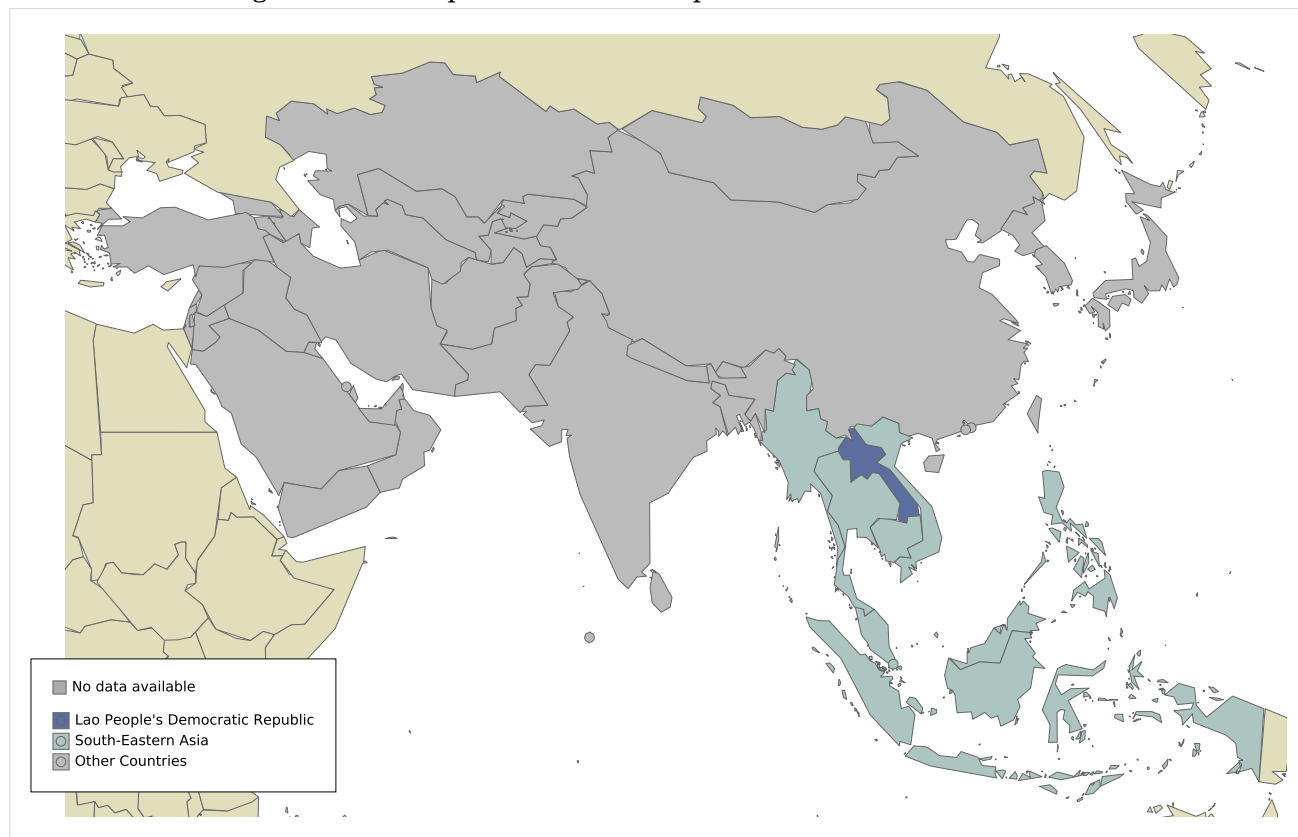 No data available
Lao People's Democratic Republic
South-Eastern Asia
Other Countries